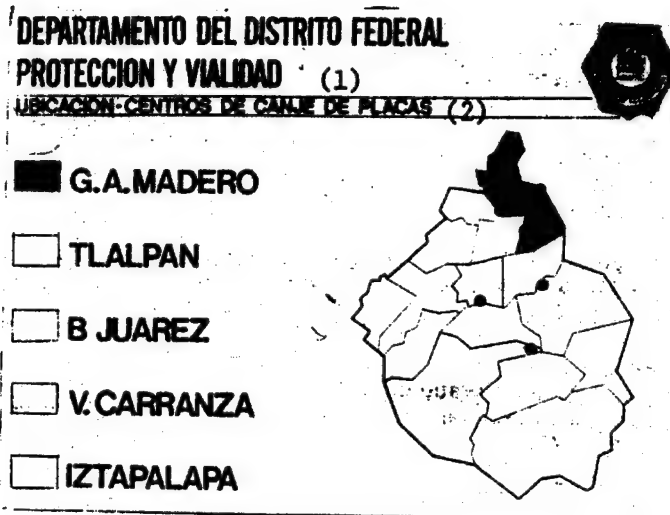 DEPARTAMENTO DEL DISTRITO FEDERAL
PROTECCION Y VIALIDAD (1)
UBICACION-CENTROS DE CANJE DE PLACAS (2)
G.A.MADERO
TLALPAN
B JUAREZ
V.CARRANZA
IZTAPALAPA